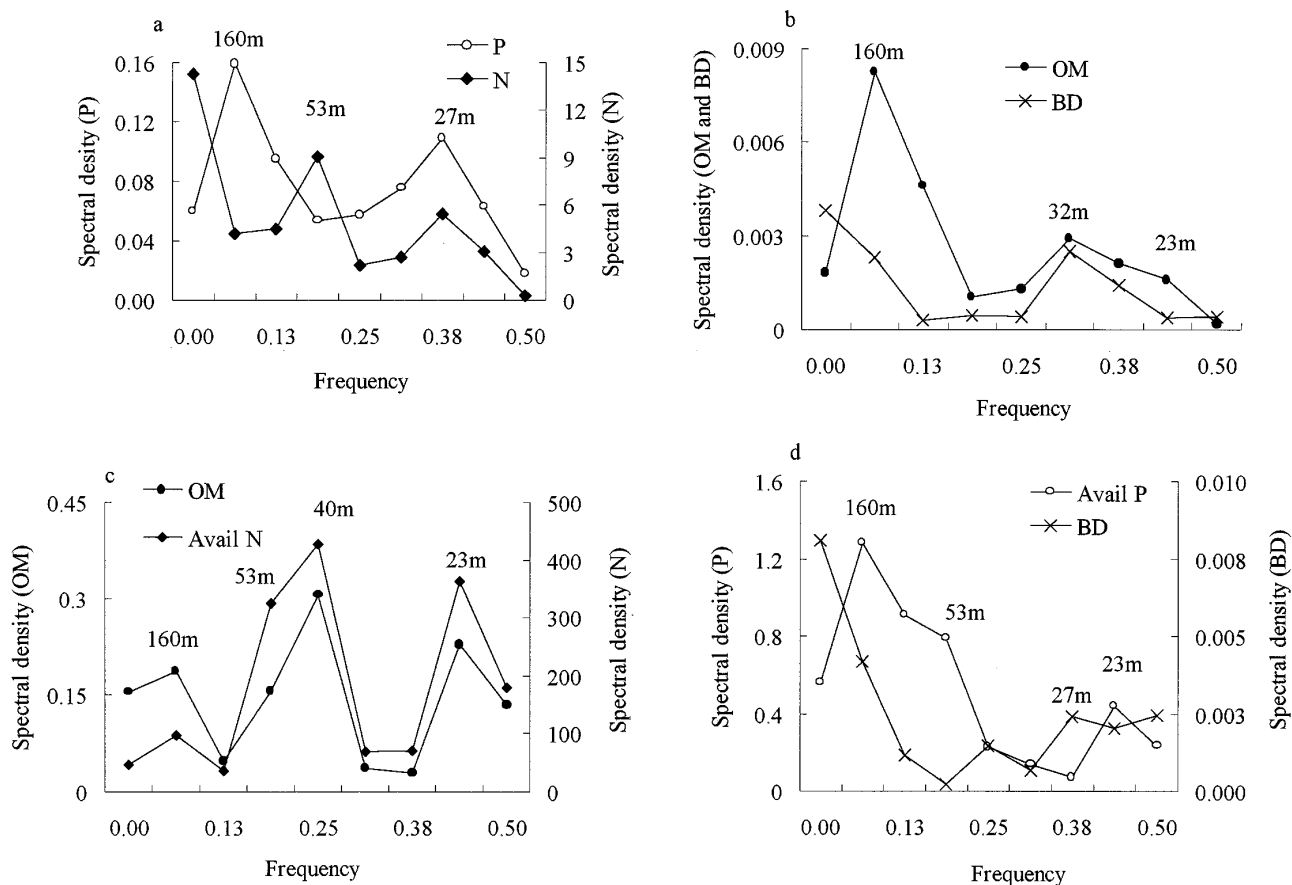 a
160m
P
N
53m
27m
0.16
0.12
0.08
0.04
0.00
15
12
9
6
3
0
Spectral desity (P)
Spectral density (N)
0.00 0.13 0.25 0.38 0.50
Frequency
b
160m
OM
BD
32m
23m
0.009
0.006
0.003
0
Spectral density (OM and BD)
0.00 0.13 0.25 0.38 0.50
Frequency
c
OM
Avail N
160m
53m
40m
23m
0.45
0.3
0.15
0
500
400
300
200
100
0
Spectral density (OM)
Spectral density (N)
0.00 0.13 0.25 0.38 0.50
Frequency
d
160m
Avail P
BD
53m
27m
23m
1.6
1.2
0.8
0.4
0
0.010
0.008
0.005
0.003
0.000
Spectral density (P)
Spectral density (BD)
0.00 0.13 0.25 0.38 0.50
Frequency